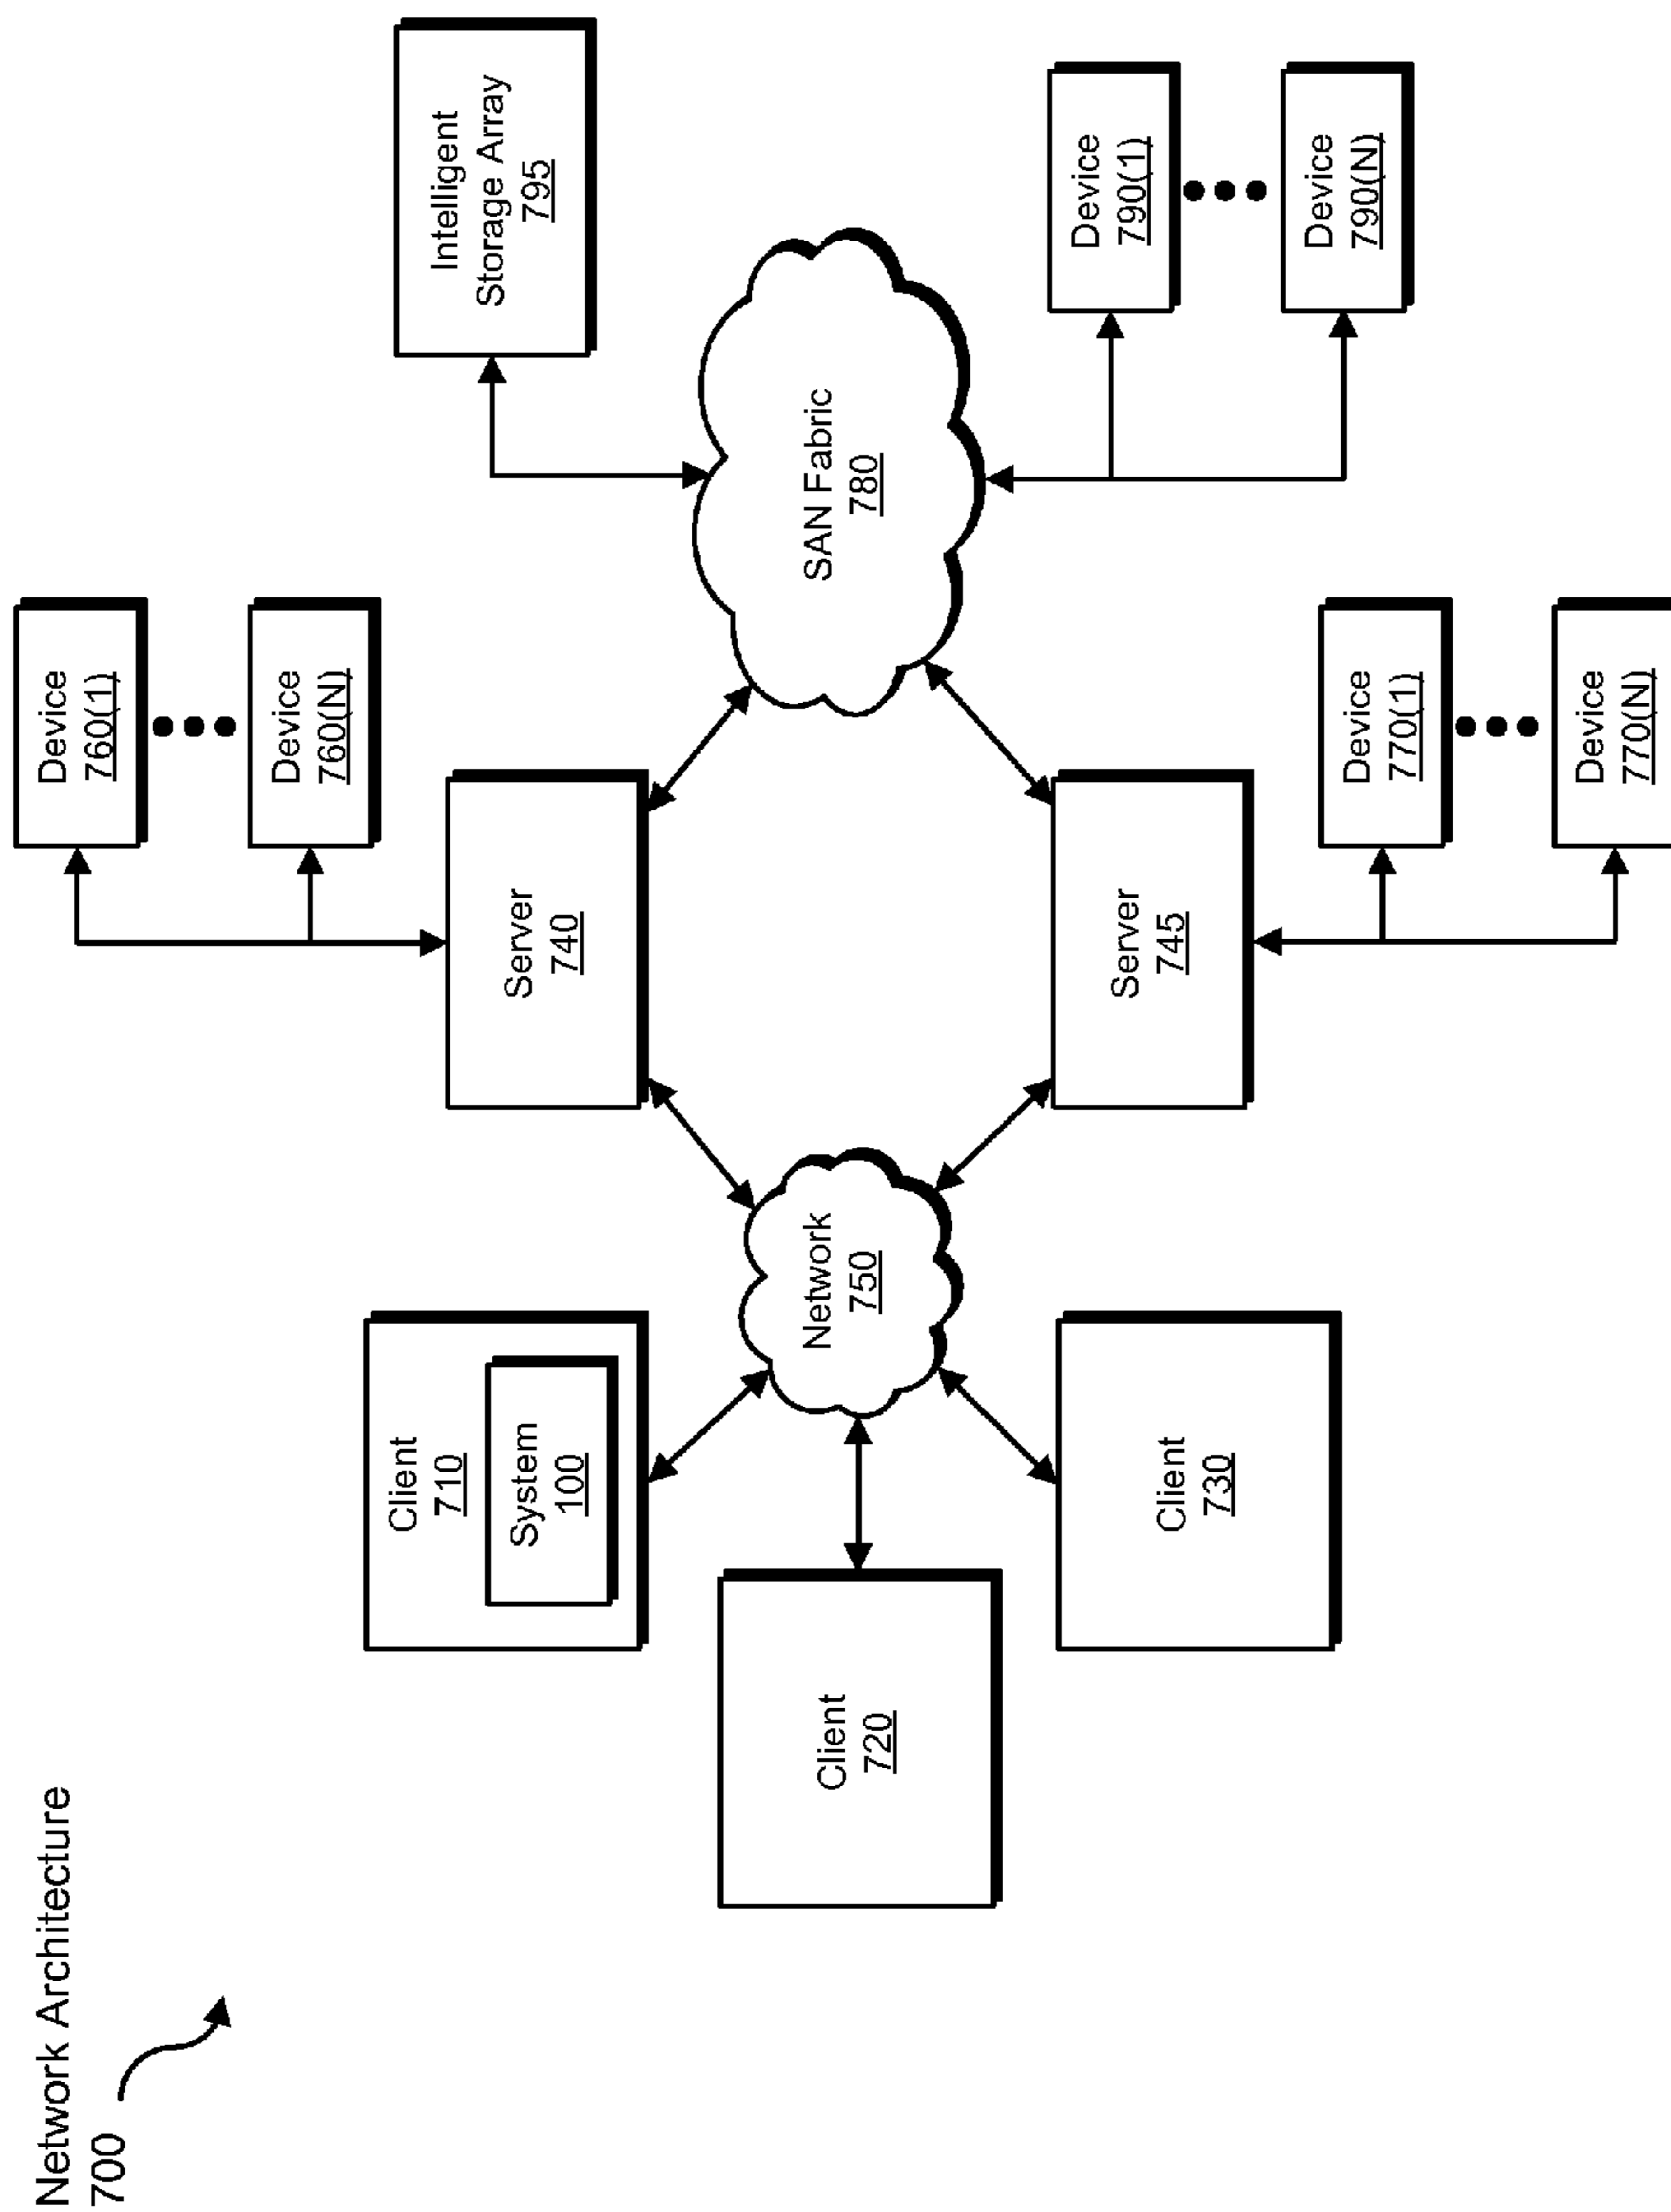 Network Architecture
700
Client
710
System
100
Client
720
Client
730
Network
750
Server
740
Server
745
Device
760(1)
Device
760(N)
Device
770(1)
Device
770(N)
SAN Fabric
780
Intelligent
Storage Array
795
Device
790(1)
Device
790(N)